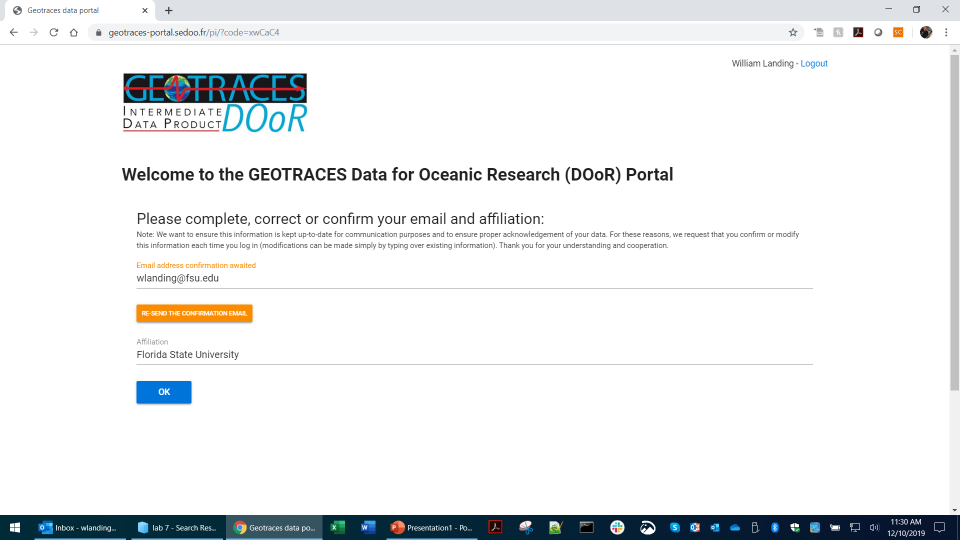 Geotraces data portal
geotraces-portal.sedoo.fr/pi/?code=xwCaC4
SC
William Landing - Logout
GEOTRACES
INTERMEDIATE
DATA PRODUCT
DOoR
Welcome to the GEOTRACES Data for Oceanic Research (DOoR) Portal
Please complete, correct or confirm your email and affiliation:
Note: We want to ensure this information is kept up-to-date for communication purposes and to ensure proper acknowledgement of your data. For these reasons, we request that you confirm or modify
this information each time you log in (modifications can be made simply by typing over existing information). Thank you for your understanding and cooperation.
Email address confirmation awaited
wlanding@fsu.edu
RE-SEND THE CONFIRMATION EMAIL
Affiliation
Florida State University
OK
Inbox - wlanding...
lab 7 - Search Res...
Geotraces data po...
Presentation1 - Po...
11:30 AM
12/10/2019